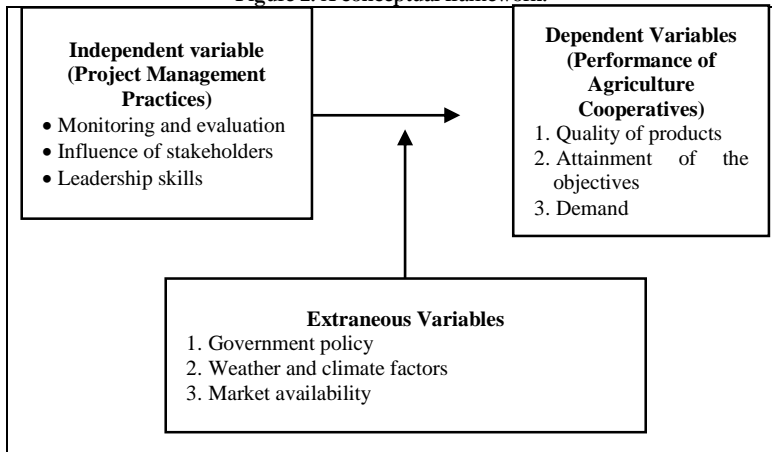 Independent variable
(Project Management
Practices)
• Monitoring and evaluation
• Influence of stakeholders
• Leadership skills
Dependent Variables
(Performance of
Agriculture
Cooperatives)
1. Quality of products
2. Attainment of the
objectives
3. Demand
Extraneous Variables
1. Government policy
2. Weather and climate factors
3. Market availability